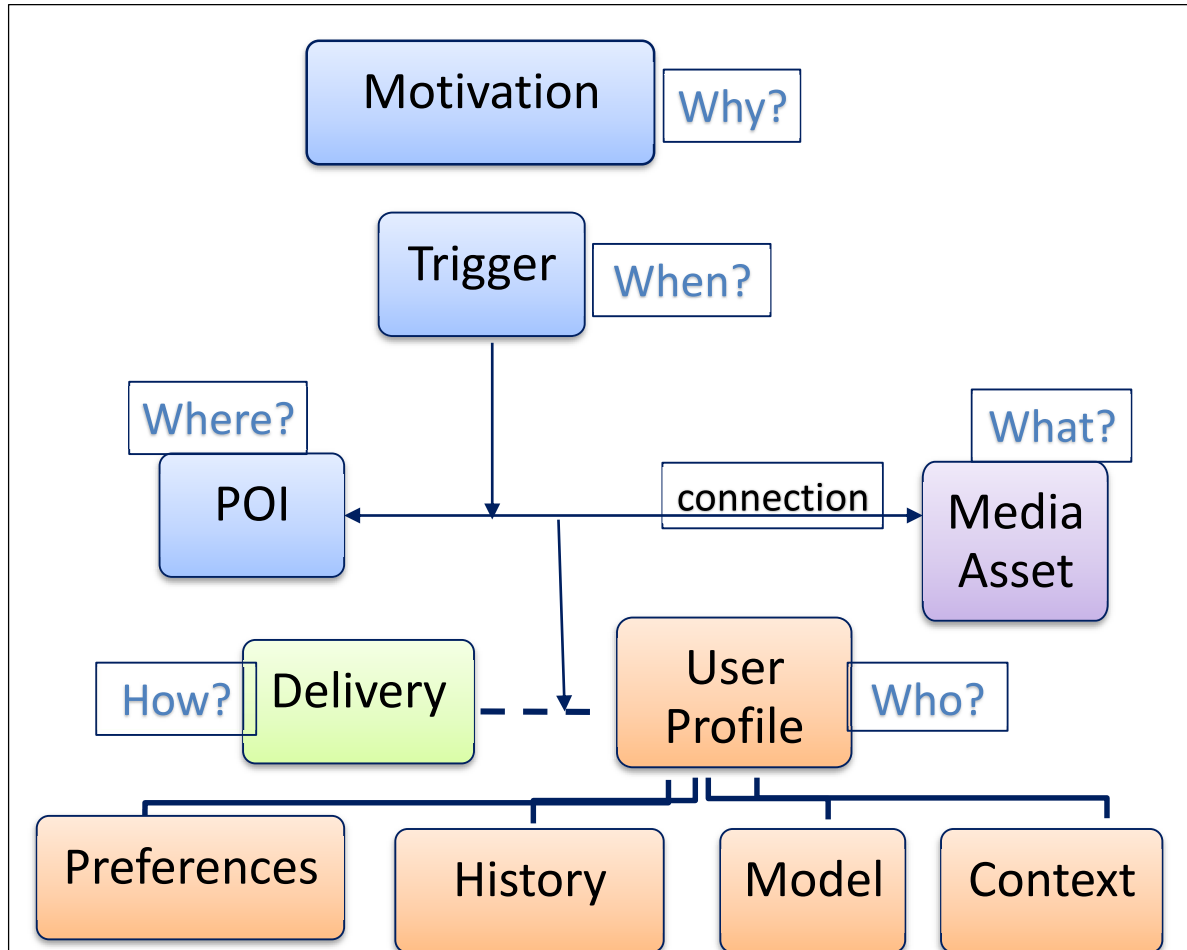 Motivation
Why?
Trigger
When?
Where?
What?
POI
connection
Media
Asset
How?
Delivery
User
Profile
Who?
Preferences
History
Model
Context